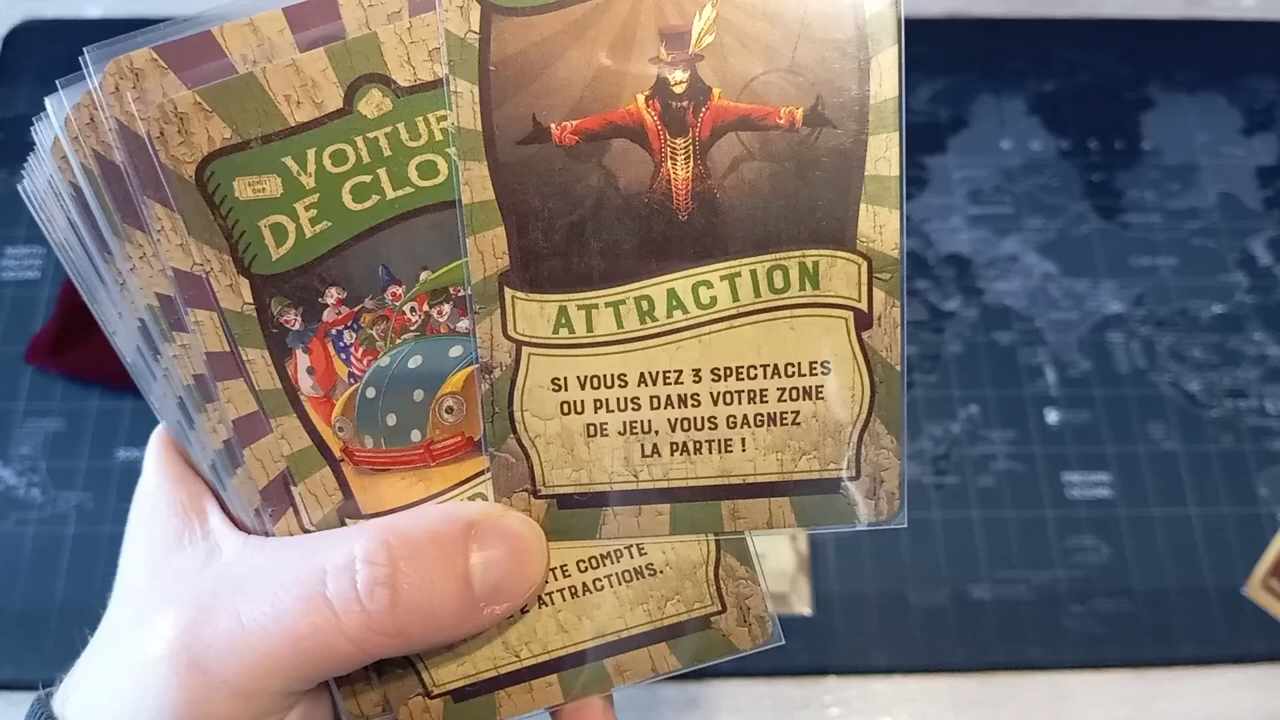 VOITUR
DE CLO
ADMIT
ONE
ATTRACTION
SI VOUS AVEZ 3 SPECTACLES
OU PLUS DANS VOTRE ZONE
DE JEU, VOUS GAGNEZ
LA PARTIE !
TE COMPTE
2 ATTRACTIONS.